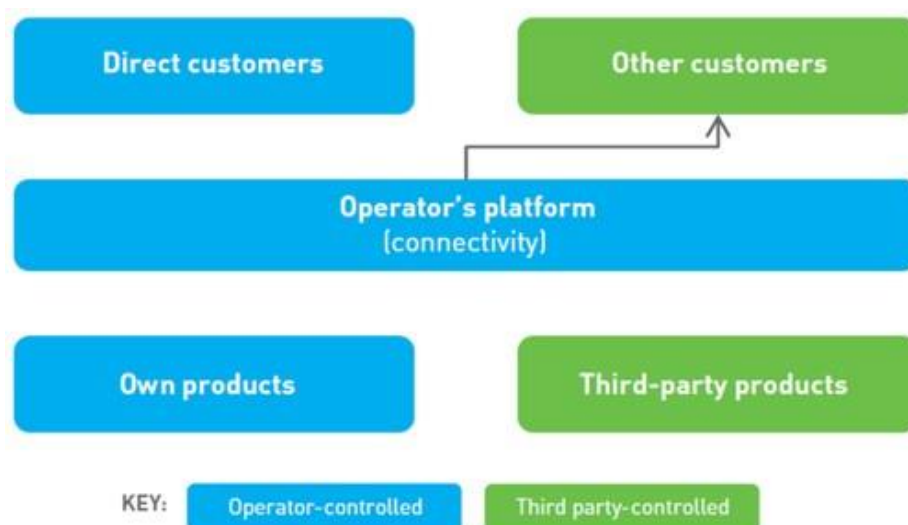 Direct customers
Other customers
Operator's platform
(connectivity)
Own products
Third-party products
KEY:
Operator-controlled
Third party-controlled